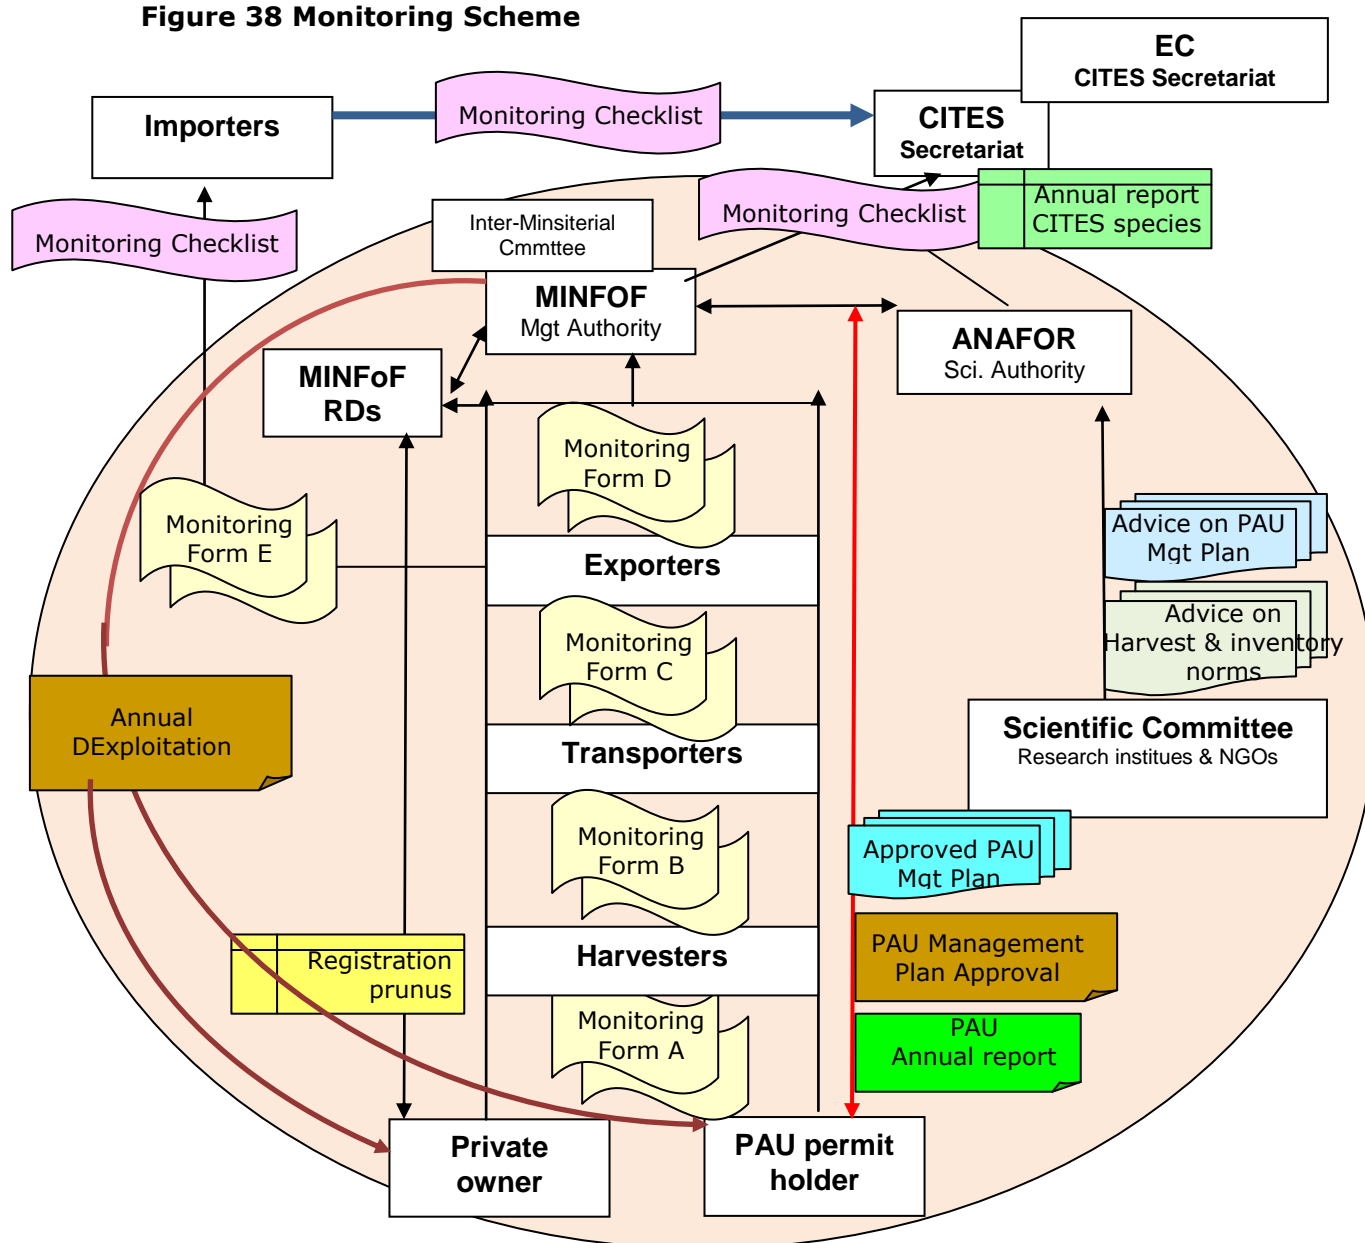 Figure 38 Monitoring Scheme
EC
CITES Secretariat
Importers
Monitoring Checklist
CITES
Secretariat
Monitoring Checklist
Monitoring Checklist
Annual report
CITES species
Inter-Minsiterial
Cmmttee
MINFOF
Mgt Authority
ANAFOR
Sci. Authority
MINFoF
RDs
Monitoring
Form D
Monitoring
Form E
Exporters
Advice on PAU
Mgt Plan
Advice on
Harvest & inventory
norms
Monitoring
Form C
Annual
DExploitation
Transporters
Scientific Committee
Research institues & NGOs
Monitoring
Form B
Approved PAU
Mgt Plan
Registration
prunus
Harvesters
PAU Management
Plan Approval
Monitoring
Form A
PAU
Annual report
Private
owner
PAU permit
holder